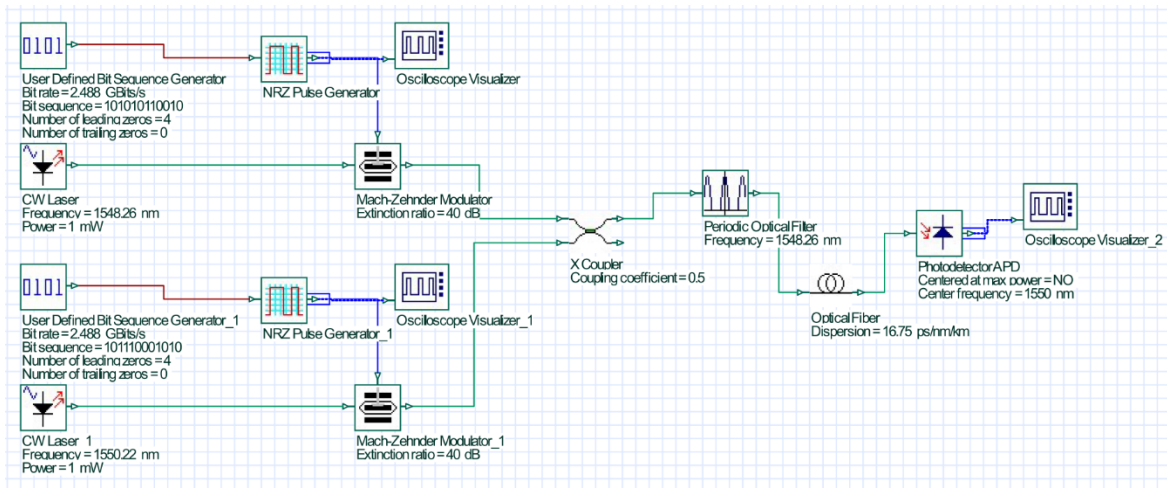 0101
User Defined Bit Sequence Generator
Bit rate = 2.488 GBits/s
Bit sequence = 101010110010
Number of leading zeros = 4
Number of trailing zeros = 0
NRZ Pulse Generator
Oscilloscope Visualizer
CW Laser
Frequency = 1548.26 nm
Power = 1 mW
Mach-Zehnder Modulator
Extinction ratio = 40 dB
X Coupler
Coupling coefficient = 0.5
Periodic Optical Filter
Frequency = 1548.26 nm
Optical Fiber
Dispersion = 16.75 ps/nm/km
Photodetector APD
Centered at max power = NO
Center frequency = 1550 nm
Oscilloscope Visualizer_2
0101
User Defined Bit Sequence Generator_1
Bit rate = 2.488 GBits/s
Bit sequence = 101110001010
Number of leading zeros = 4
Number of trailing zeros = 0
NRZ Pulse Generator_1
Oscilloscope Visualizer_1
CW Laser_1
Frequency = 1550.22 nm
Power = 1 mW
Mach-Zehnder Modulator_1
Extinction ratio = 40 dB